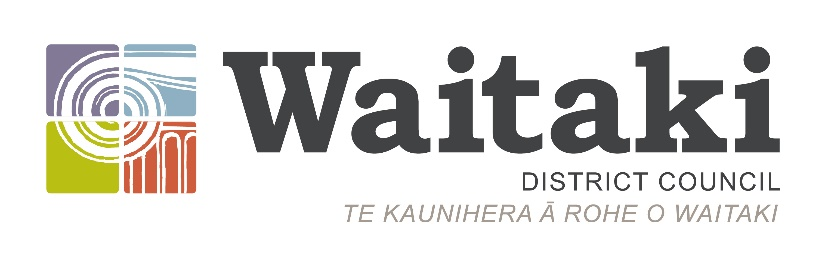 Waitaki
DISTRICT COUNCIL
TE KAUNIHERA Ā ROHE O WAITAKI